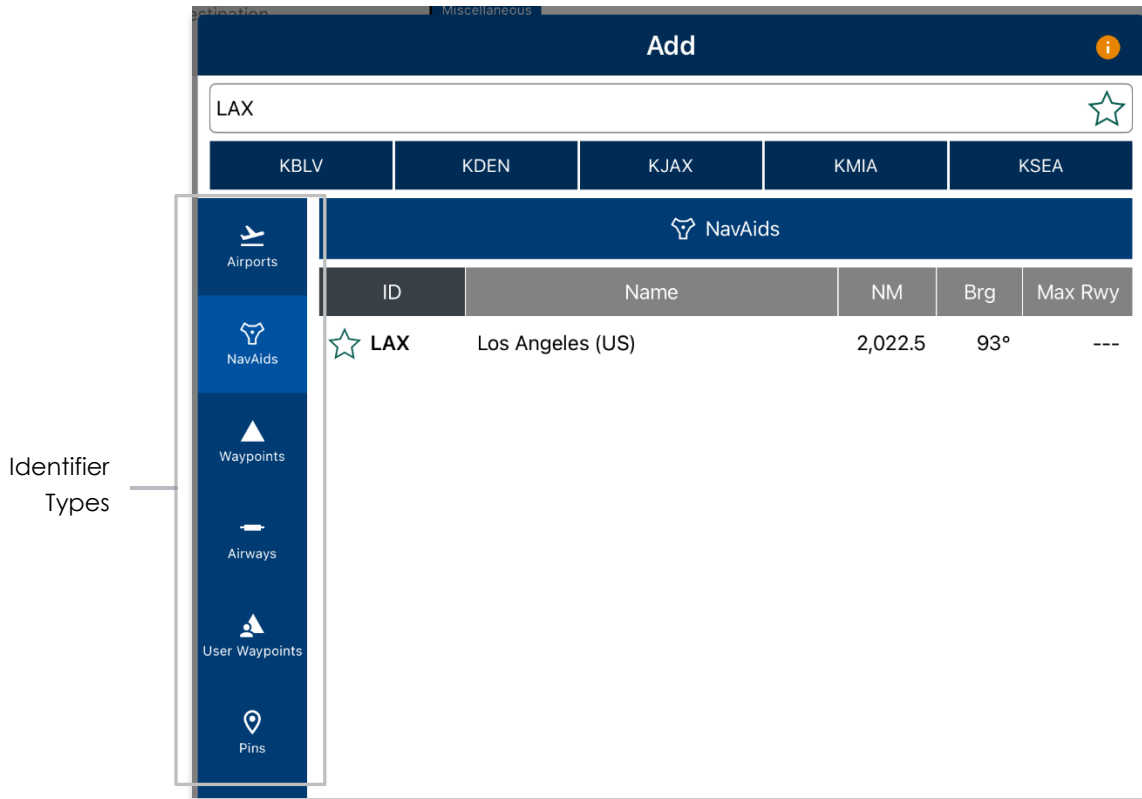 estination
Miscellaneous
Add
LAX
KBLV KDEN KJAX KMIA KSEA
Airports
NavAids
ID Name NM Brg Max Rwy
NavAids
LAX Los Angeles (US) 2,022.5 93° ---
Waypoints
Identifier
Types
Airways
User Waypoints
Pins